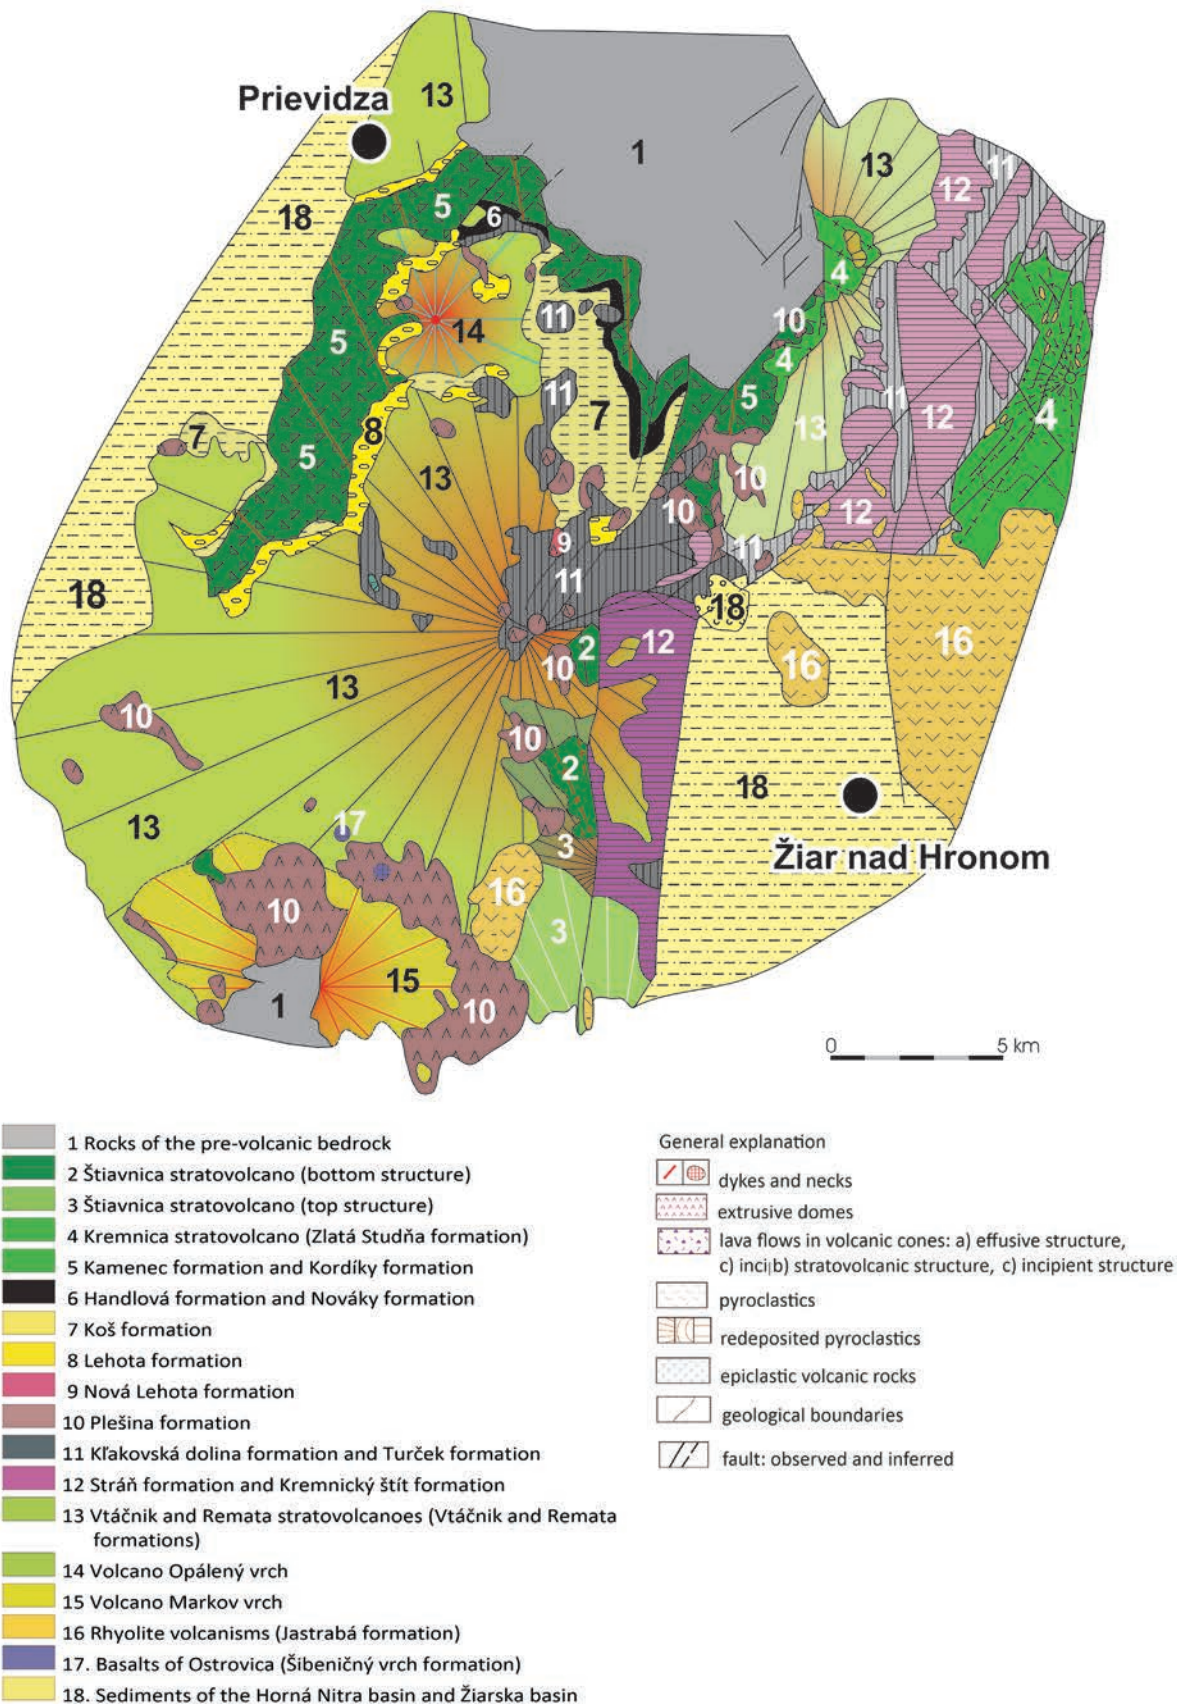 13
Prievidza
1
13
11
12
5
6
18
4
14
11
10
4
5
11
12
4
7
5
8
7
13
13
11
5
10
10
12
9
11
11
18
18
2
12
16
16
10
13
10
10
2
18
13
17
3
Žiar nad Hronom
16
10
3
15
1
10
0 5 km
1 Rocks of the pre-volcanic bedrock
2 Štiavnica stratovolcano (bottom structure)
3 Štiavnica stratovolcano (top structure)
4 Kremnica stratovolcano (Zlatá Studňa formation)
5 Kamenec formation and Kordíky formation
6 Handlová formation and Nováky formation
7 Koš formation
8 Lehota formation
9 Nová Lehota formation
10 Plešina formation
11 Kľakovská dolina formation and Turček formation
12 Stráň formation and Kremnický štít formation
13 Vtáčnik and Remata stratovolcanoes (Vtáčnik and Remata
formations)
14 Volcano Opálený vrch
15 Volcano Markov vrch
16 Rhyolite volcanisms (Jastrabá formation)
17. Basalts of Ostrovica (Šibeničný vrch formation)
18. Sediments of the Horná Nitra basin and Žiarska basin
General explanation
dykes and necks
extrusive domes
lava flows in volcanic cones: a) effusive structure,
c) inci|b) stratovolcanic structure, c) incipient structure
pyroclastics
redeposited pyroclastics
epiclastic volcanic rocks
geological boundaries
fault: observed and inferred